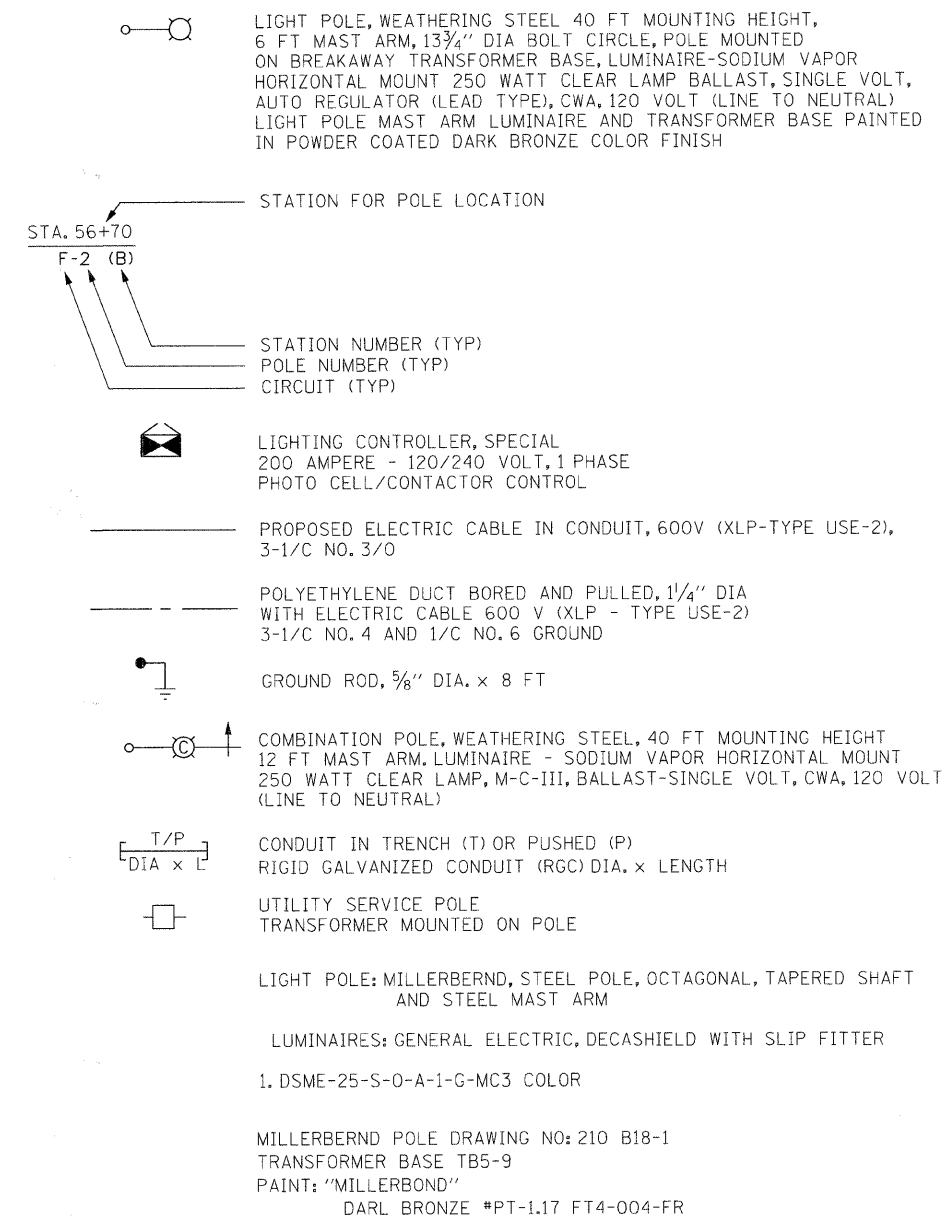 LIGHT POLE, WEATHERING STEEL 40 FT MOUNTING HEIGHT,
6 FT MAST ARM, 13¾" DIA BOLT CIRCLE, POLE MOUNTED
ON BREAKAWAY TRANSFORMER BASE, LUMINAIRE-SODIUM VAPOR
HORIZONTAL MOUNT 250 WATT CLEAR LAMP BALLAST, SINGLE VOLT,
AUTO REGULATOR (LEAD TYPE), CWA, 120 VOLT (LINE TO NEUTRAL)
LIGHT POLE MAST ARM LUMINAIRE AND TRANSFORMER BASE PAINTED
IN POWDER COATED DARK BRONZE COLOR FINISH
STATION FOR POLE LOCATION
STA. 56+70
F-2 (B)
STATION NUMBER (TYP)
POLE NUMBER (TYP)
CIRCUIT (TYP)
LIGHTING CONTROLLER, SPECIAL
200 AMPERE - 120/240 VOLT, 1 PHASE
PHOTO CELL/CONTACTOR CONTROL
PROPOSED ELECTRIC CABLE IN CONDUIT, 600V (XLP-TYPE USE-2),
3-1/C NO. 3/0
POLYETHYLENE DUCT BORED AND PULLED, 1¼" DIA
WITH ELECTRIC CABLE 600 V (XLP - TYPE USE-2)
3-1/C NO. 4 AND 1/C NO. 6 GROUND
GROUND ROD, ⅝" DIA. x 8 FT
C
COMBINATION POLE, WEATHERING STEEL, 40 FT MOUNTING HEIGHT
12 FT MAST ARM. LUMINAIRE - SODIUM VAPOR HORIZONTAL MOUNT
250 WATT CLEAR LAMP, M-C-III, BALLAST-SINGLE VOLT, CWA, 120 VOLT
(LINE TO NEUTRAL)
T/P
DIA x L
CONDUIT IN TRENCH (T) OR PUSHED (P)
RIGID GALVANIZED CONDUIT (RGC) DIA. x LENGTH
UTILITY SERVICE POLE
TRANSFORMER MOUNTED ON POLE
LIGHT POLE: MILLERBERND, STEEL POLE, OCTAGONAL, TAPERED SHAFT
AND STEEL MAST ARM
LUMINAIRES: GENERAL ELECTRIC, DECASHIELD WITH SLIP FITTER
1. DSME-25-S-0-A-1-G-MC3 COLOR
MILLERBERND POLE DRAWING NO: 210 B18-1
TRANSFORMER BASE TB5-9
PAINT: "MILLERBOND"
DARL BRONZE #PT-1.17 FT4-004-FR